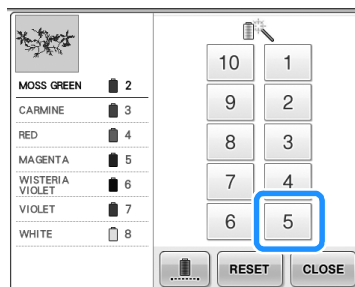 MOSS GREEN 2
CARMINE 3
RED 4
MAGENTA 5
WISTERIA
VIOLET 6
VIOLET 7
WHITE 8
10 1
9 2
8 3
7 4
6 5
RESET CLOSE